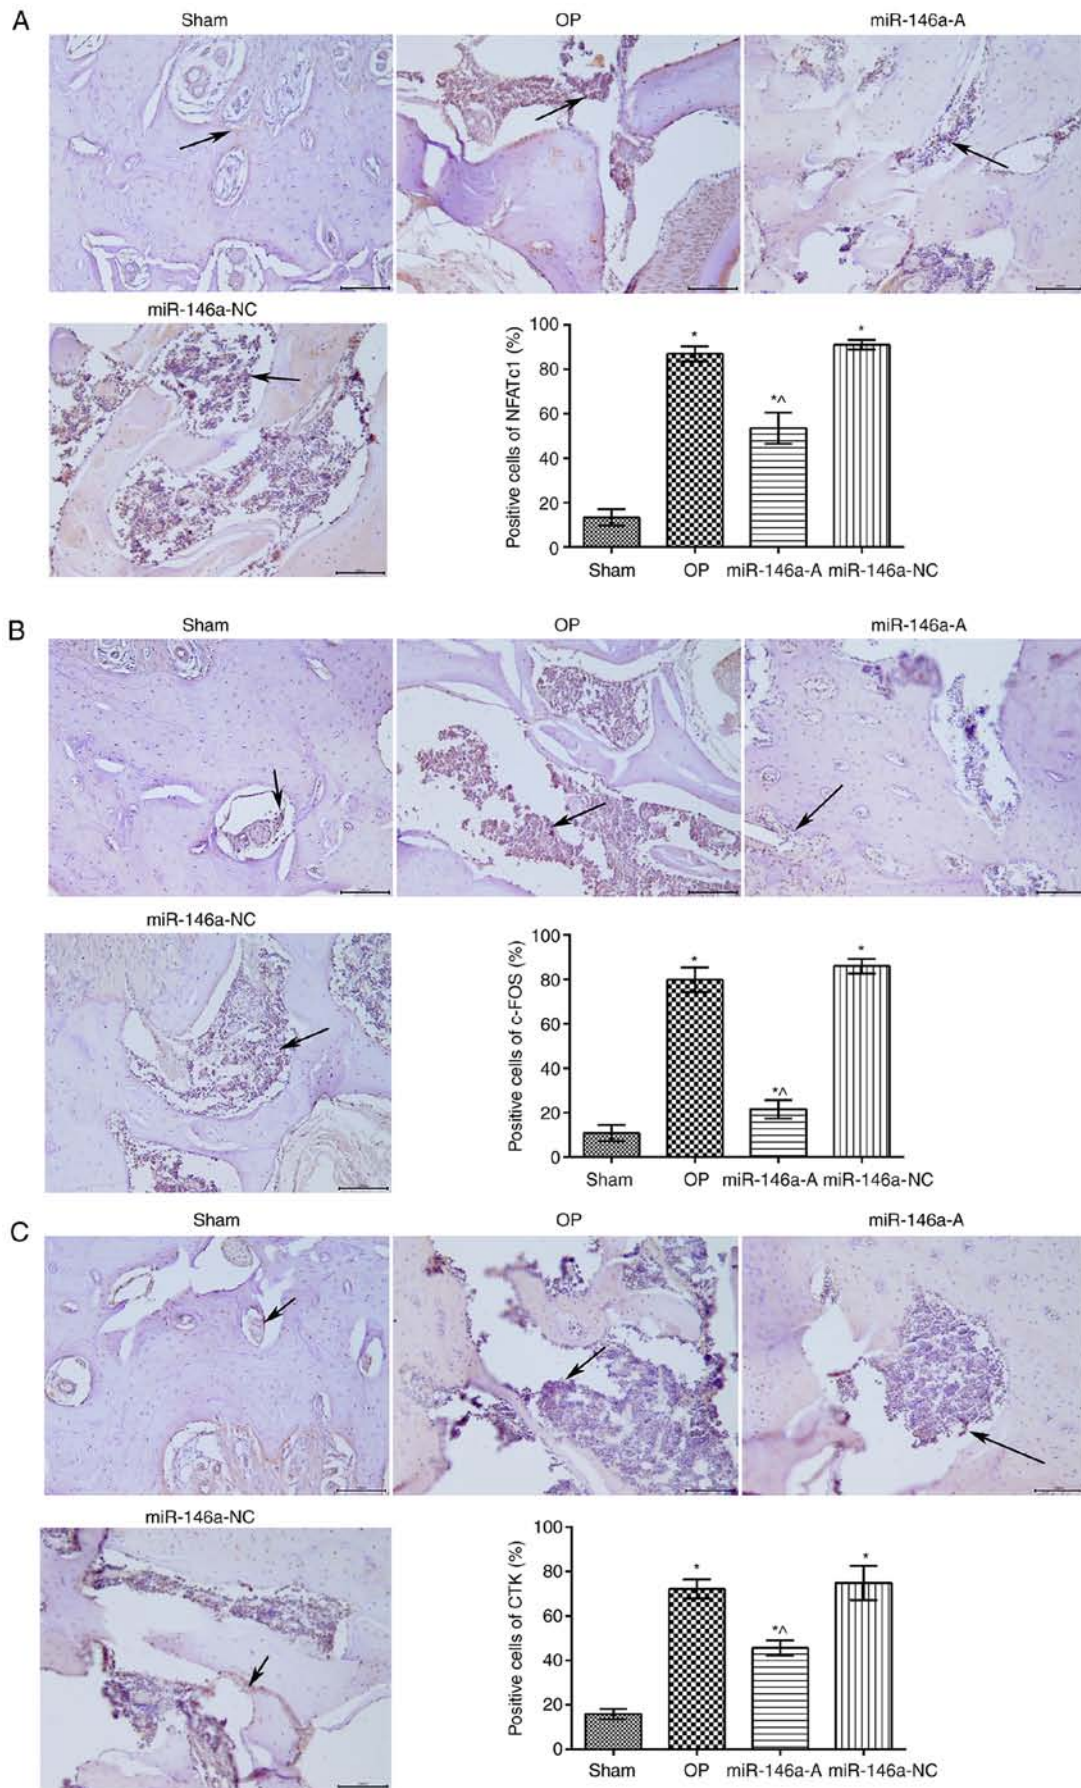 A
Sham
OP
miR-146a-A
miR-146a-NC
Positive cells of NFATc1 (%)
100
80
60
40
20
0
*
*^
*
Sham
OP
miR-146a-A
miR-146a-NC
B
Sham
OP
miR-146a-A
miR-146a-NC
Positive cells of c-FOS (%)
100
80
60
40
20
0
*
*^
*
Sham
OP
miR-146a-A
miR-146a-NC
C
Sham
OP
miR-146a-A
miR-146a-NC
Positive cells of CTK (%)
100
80
60
40
20
0
*
*^
*
Sham
OP
miR-146a-A
miR-146a-NC